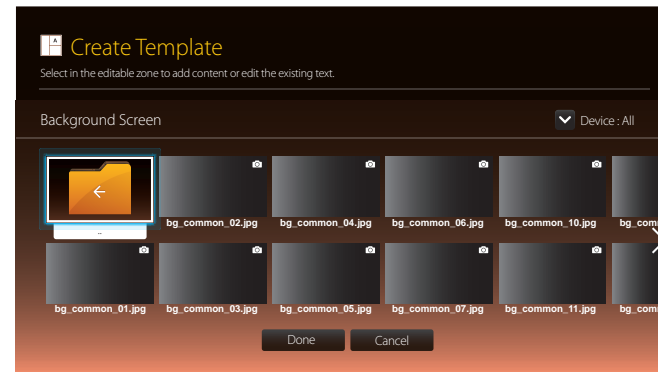 A
Create Template
Select in the editable zone to add content or edit the existing text.
Background Screen
Device : All
bg_common_02.jpg bg_common_04.jpg bg_common_06.jpg bg_common_10.jpg bg_com
..
bg_common_01.jpg bg_common_03.jpg bg_common_05.jpg bg_common_07.jpg bg_common_11.jpg bg_com
Done Cancel